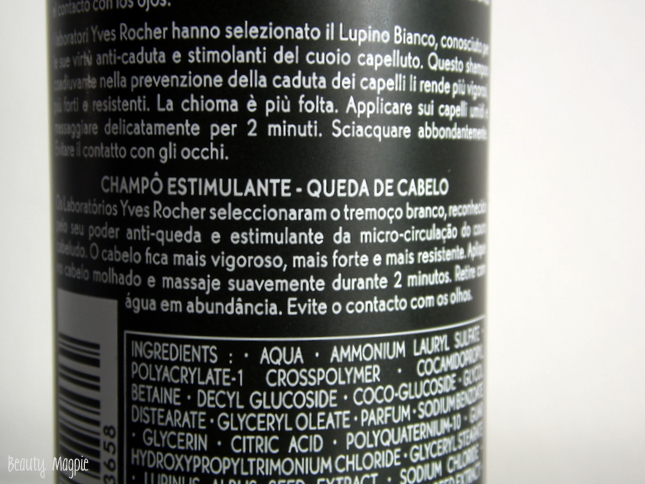 el contacto con los ojos.
Yves Rocher hanno selezionato il Lupino Bianco, conosciuto per
e sue virtù anti-caduta e stimolanti del cuoio capelluto. Questo
nella prevenzione della caduta dei capelli li rende più
più forti e resistenti. La chioma è più folta. Applicare sui capelli umidi e
massaggiare delicatamente per 2 minuti. Sciacquare abbondantemente.
Evitare il contatto con gli occhi.
CHAMPÔ ESTIMULANTE - QUEDA DE CABELO
Os Laboratórios Yves Rocher seleccionaram o tremoço branco, reconhecido
pelo seu poder anti-queda e estimulante da micro-circulação do couro
cabeludo. O cabelo fica mais vigoroso, mais forte e mais resistente. Aplique
no cabelo molhado e massaje suavemente durante 2 minutos. Retire com
água em abundância. Evite o contacto com os olhos.
INGREDIENTS : · AQUA · AMMONIUM LAURYL SULFATE ·
POLYACRYLATE-1 CROSSPOLYMER · COCAMIDOPROPYL
BETAINE · DECYL GLUCOSIDE · COCO-GLUCOSIDE · GLYCOL
DISTEARATE · GLYCERYL OLEATE · PARFUM · SODIUM BENZOATE
· GLYCERIN · CITRIC ACID · POLYQUATERNIUM-10 ·
HYDROXYPROPYLTRIMONIUM CHLORIDE · GLYCERYL STEARATE
· LUPINUS ALBUS SEED EXTRACT · SODIUM CHLORIDE
3658
Beauty Magpie